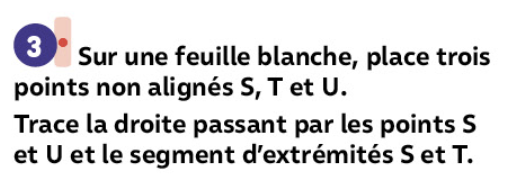 3 Sur une feuille blanche, place trois
points non alignés S, T et U.
Trace la droite passant par les points S
et U et le segment d’extrémités S et T.